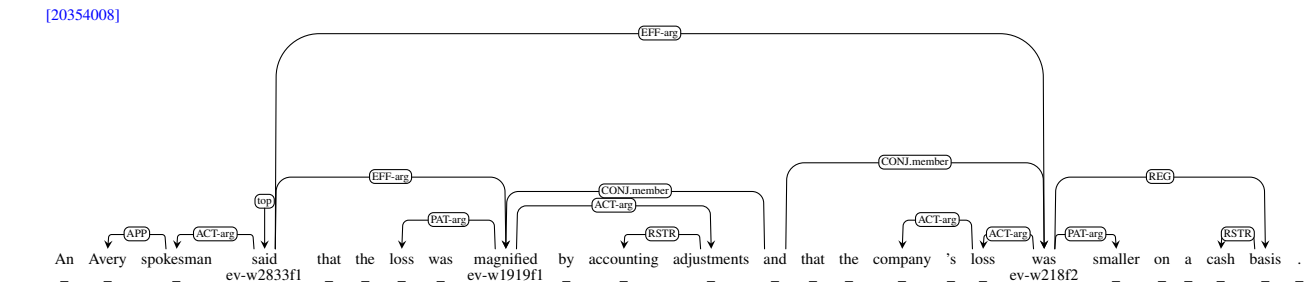 [20354008]
EFF-arg
CONJ.member
EFF-arg REG
CONJ.member
top ACT-arg
PAT-arg ACT-arg
APP ACT-arg RSTR ACT-arg PAT-arg RSTR
An Avery spokesman said that the loss was magnified by accounting adjustments and that the company 's loss was smaller on a cash basis .
_ _ _ ev-w2833f1 _ _ _ _ ev-w1919f1 _ _ _ _ _ _ _ _ _ ev-w218f2 _ _ _ _ _ _